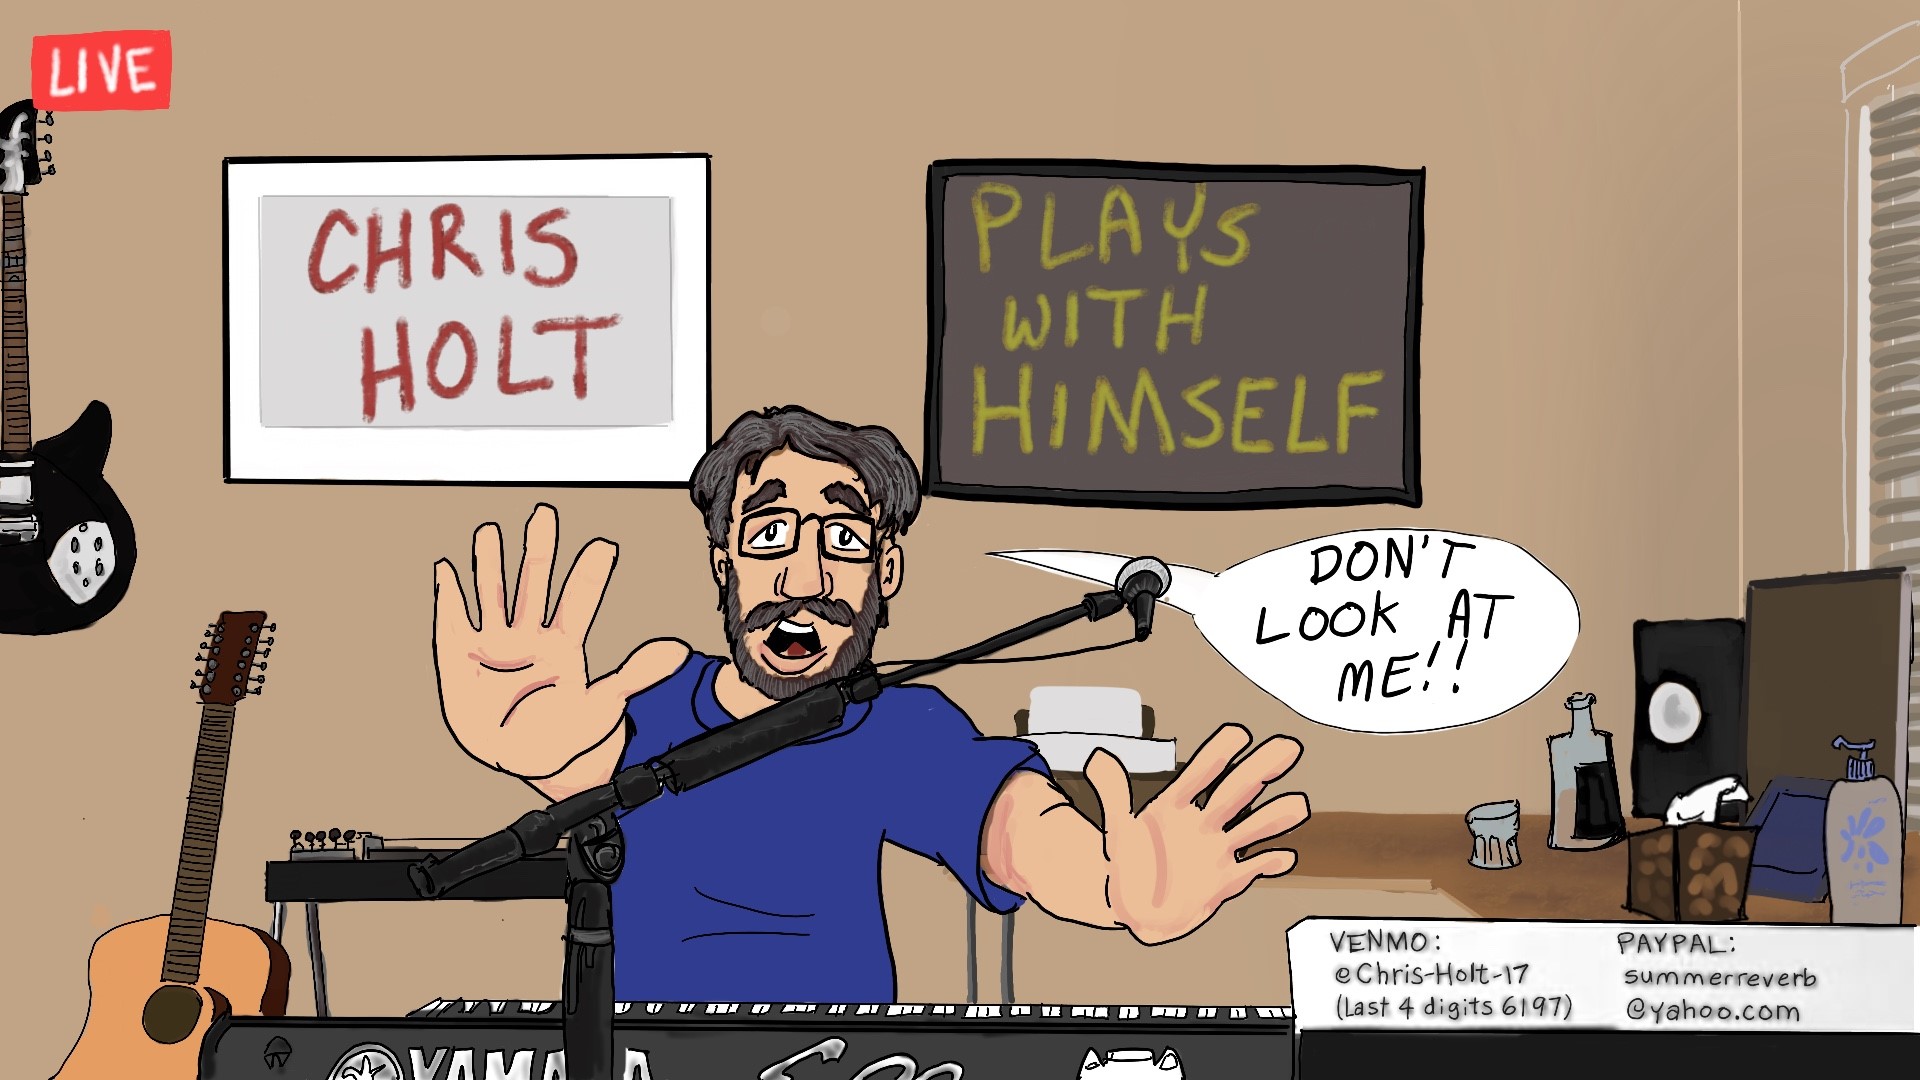 LIVE
CHRIS
HOLT
PLAYS
WITH
HIMSELF
DON'T
LOOK AT
ME!!
VENMO:
@Chris-Holt-17
(Last 4 digits 6197)
PAYPAL:
summerreverb
@yahoo.com
YAMAHA